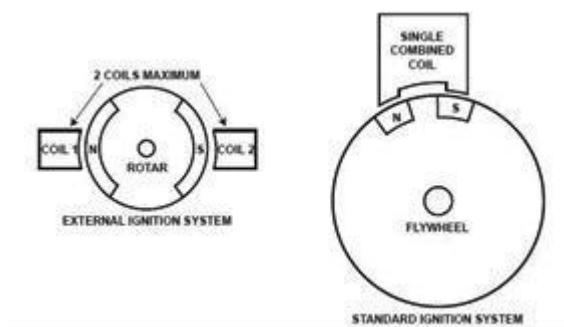 2 COILS MAXIMUM
COIL 1
N
ROTAR
S
COIL 2
EXTERNAL IGNITION SYSTEM
SINGLE
COMBINED
COIL
N
S
FLYWHEEL
STANDARD IGNITION SYSTEM